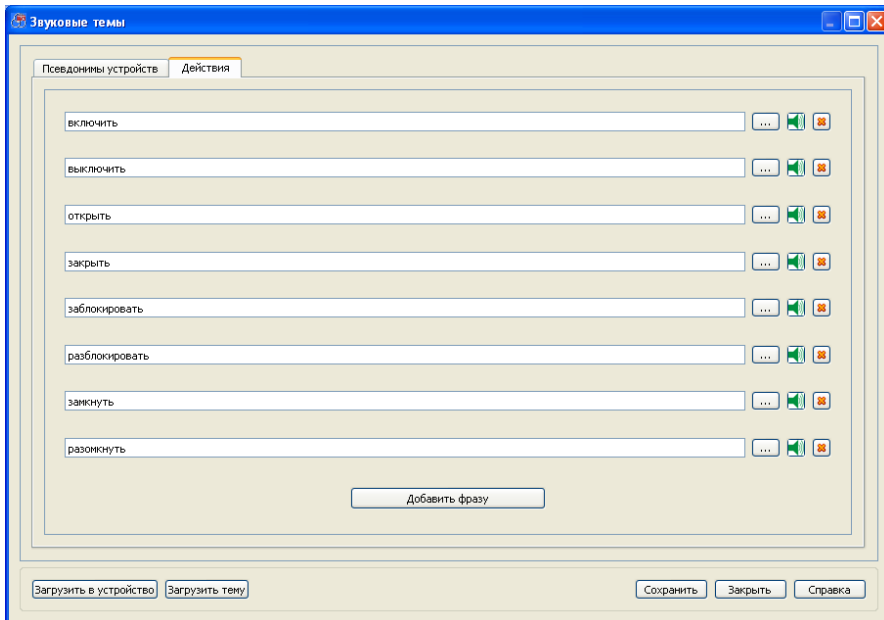 Звуковые темы
Псевдонимы устройств
Действия
включить
...
выключить
...
открыть
...
закрыть
...
заблокировать
...
разблокировать
...
замкнуть
...
разомкнуть
...
Добавить фразу
Загрузить в устройство Загрузить тему Сохранить Закрыть Справка